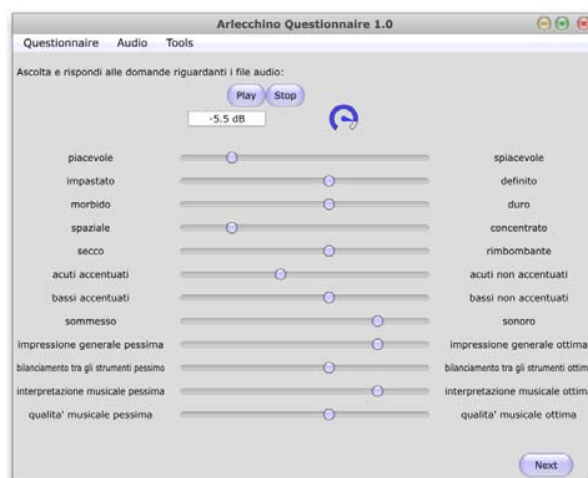 Arlecchino Questionnaire 1.0
Questionnaire Audio Tools
Ascolta e rispondi alle domande riguardanti i file audio:
Play Stop
-5.5 dB
piacevole spiacevole
impastato definito
morbido duro
spaziale concentrato
secco rimbombante
acuti accentuati acuti non accentuati
bassi accentuati bassi non accentuati
sommesso sonoro
impressione generale pessima impressione generale ottima
bilanciamento tra gli strumenti pessimo bilanciamento tra gli strumenti ottim
interpretazione musicale pessima interpretazione musicale ottima
qualita' musicale pessima qualita' musicale ottima
Next